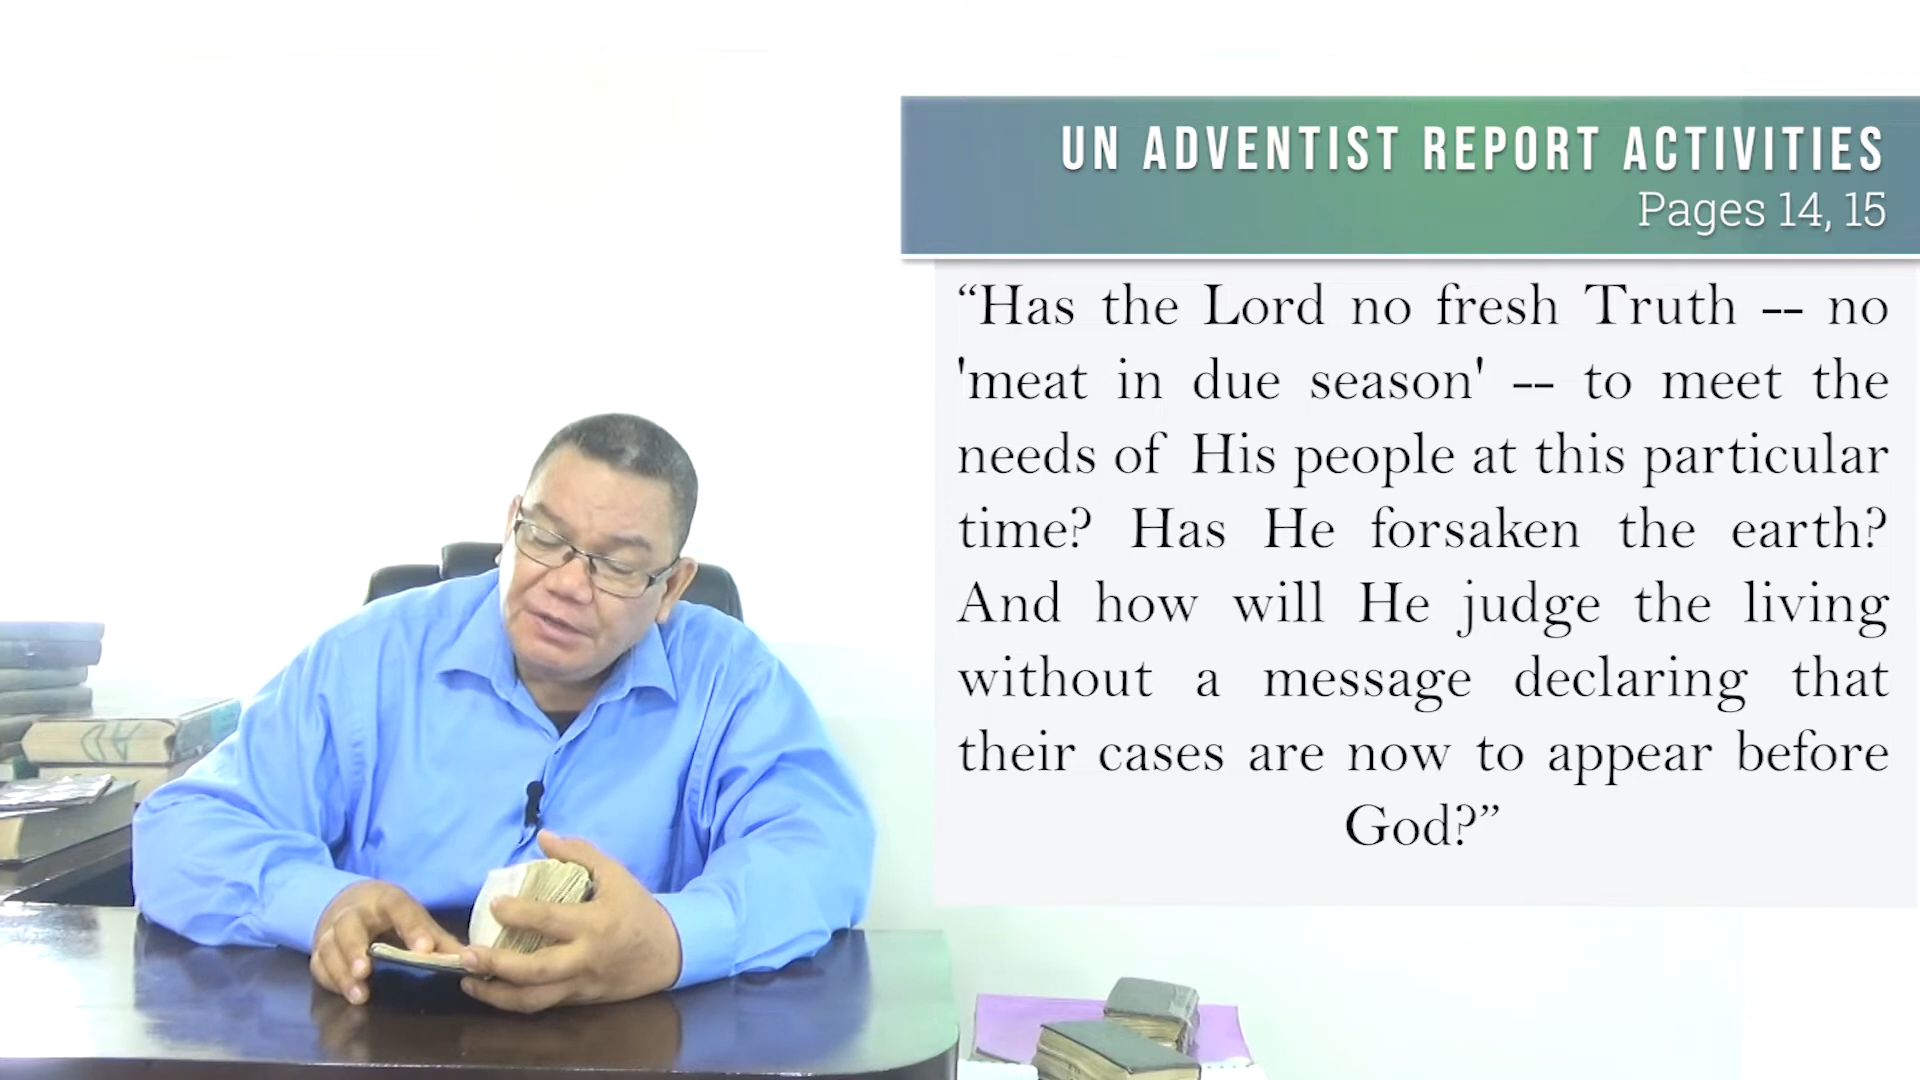 UN ADVENTIST REPORT ACTIVITIES
Pages 14, 15
“Has the Lord no fresh Truth -- no
'meat in due season' -- to meet the
needs of His people at this particular
time? Has He forsaken the earth?
And how will He judge the living
without a message declaring that
their cases are now to appear before
God?”